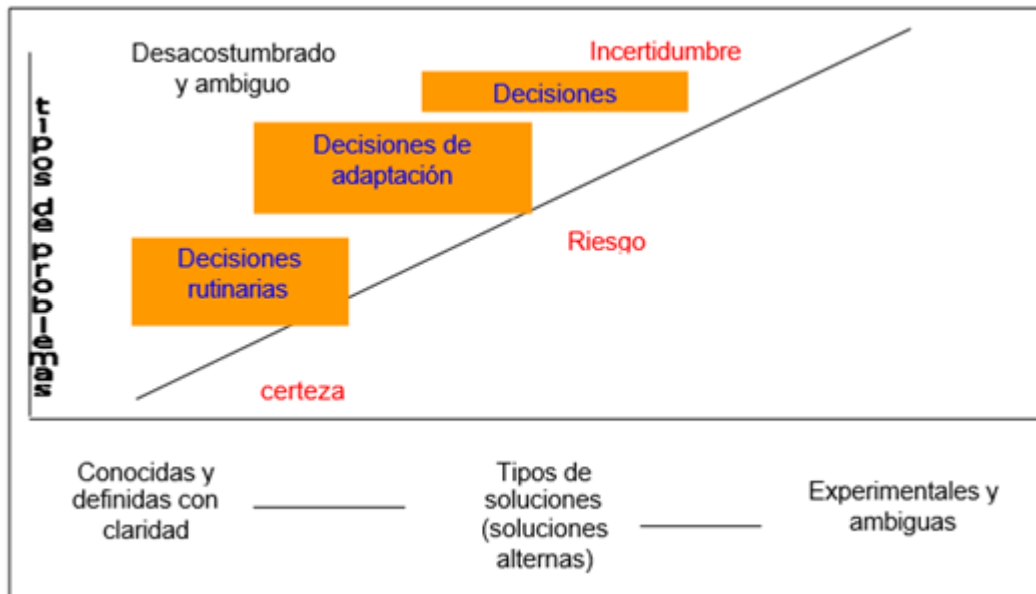 Desacostumbrado
y ambiguo
Incertidumbre
Decisiones
Decisiones de
adaptación
Riesgo
Decisiones
rutinarias
certeza
tipos de problemas
Conocidas y
definidas con
claridad
Tipos de
soluciones
(soluciones
alternas)
Experimentales y
ambiguas